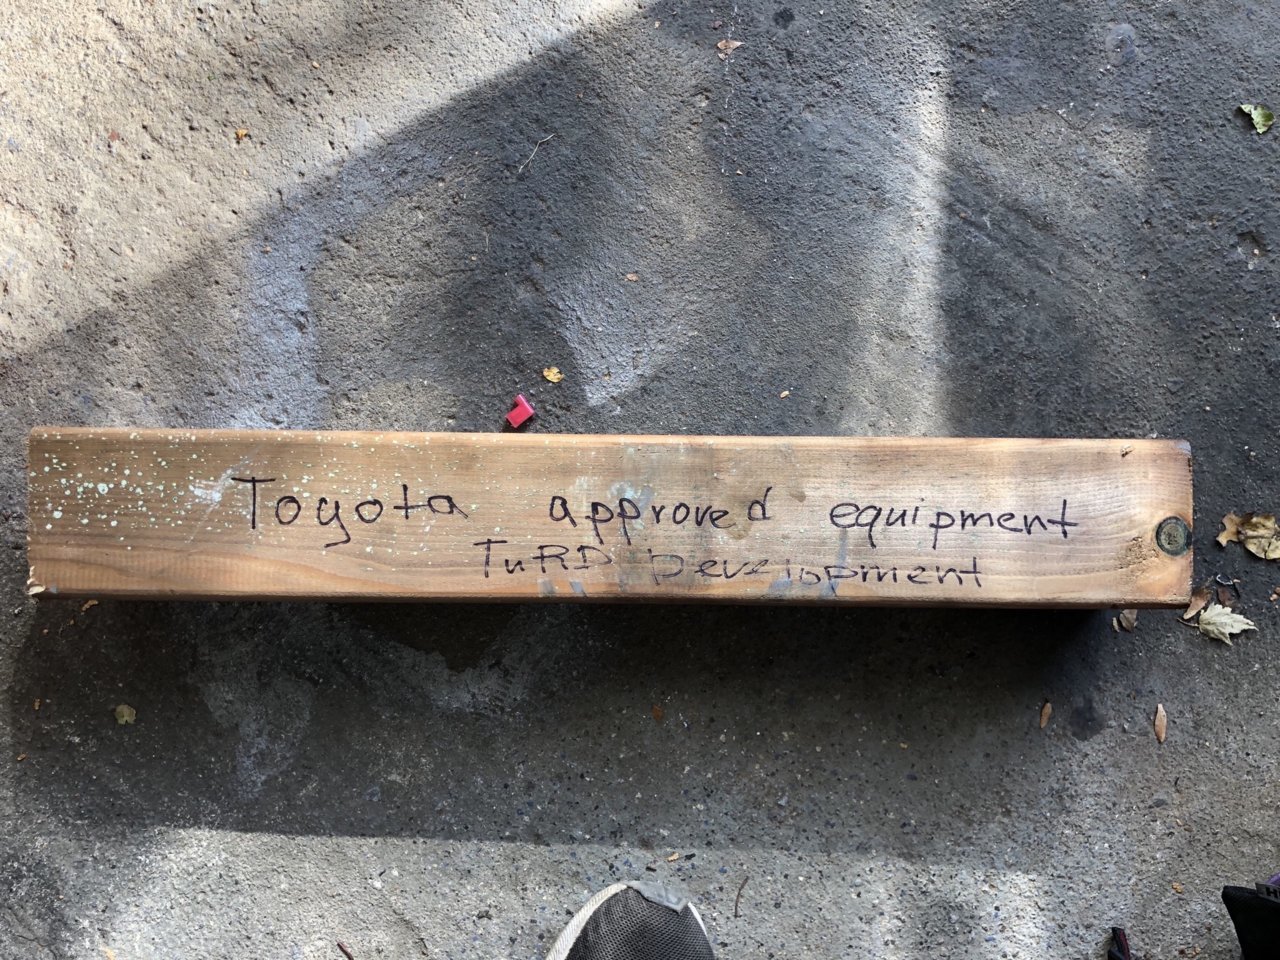 Toyota approved equipment
TuRD Development